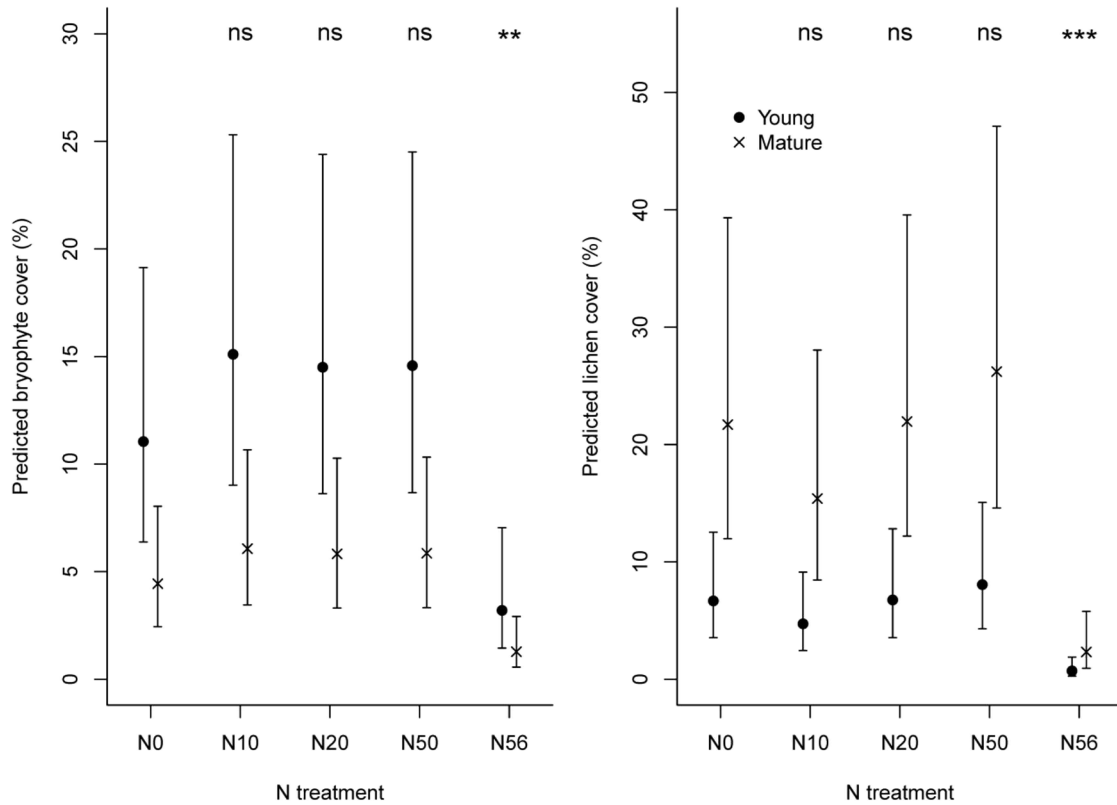 30
25
20
15
10
5
0
Predicted bryophyte cover (%)
ns ns ns **
N0 N10 N20 N50 N56
N treatment
50
40
30
20
10
0
Predicted lichen cover (%)
ns ns ns ***
Young
Mature
N0 N10 N20 N50 N56
N treatment